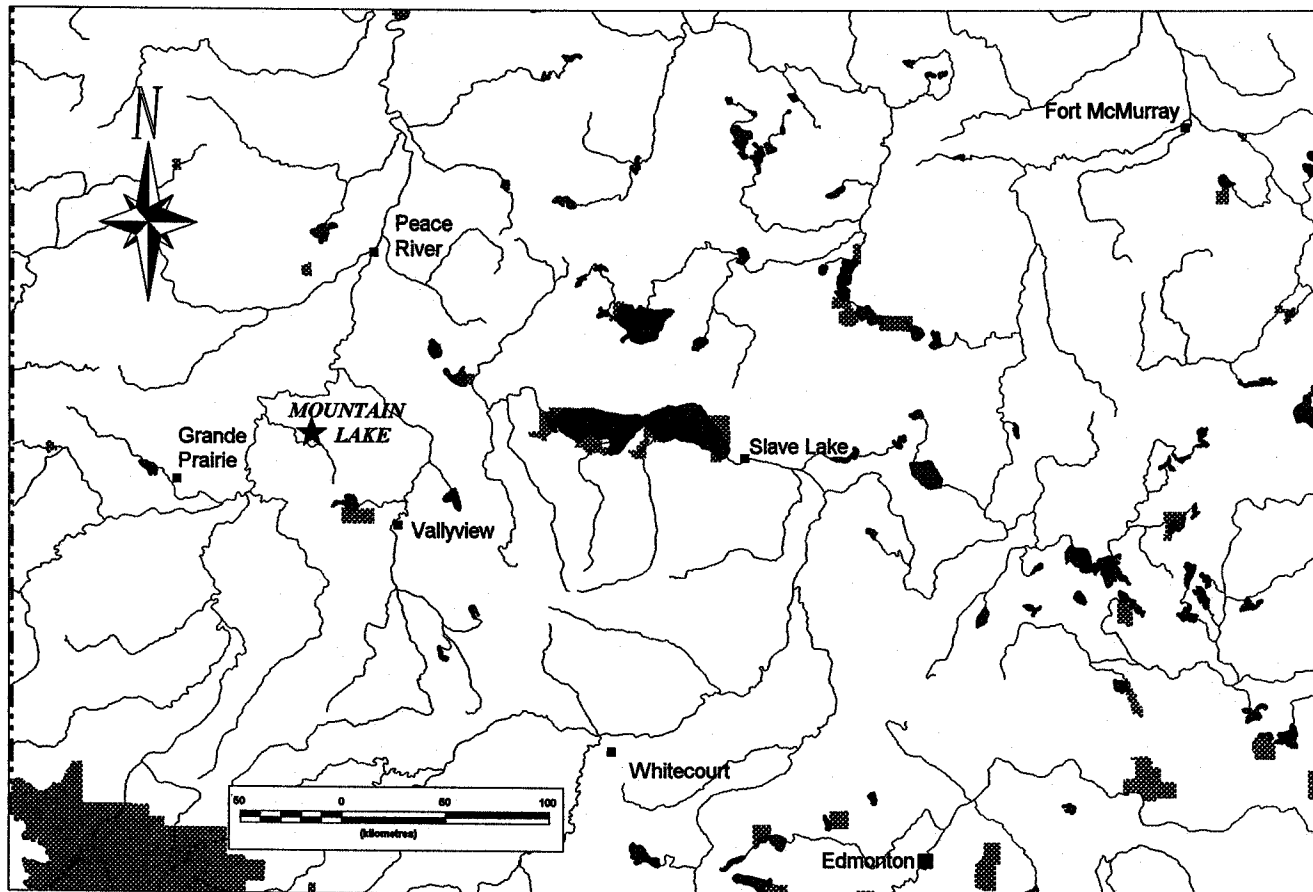 N
Fort McMurray
Peace
River
MOUNTAIN
LAKE
Grande
Prairie
Slave Lake
Vallyview
Whitecourt
50 0 50 100
(kilometres)
Edmonton